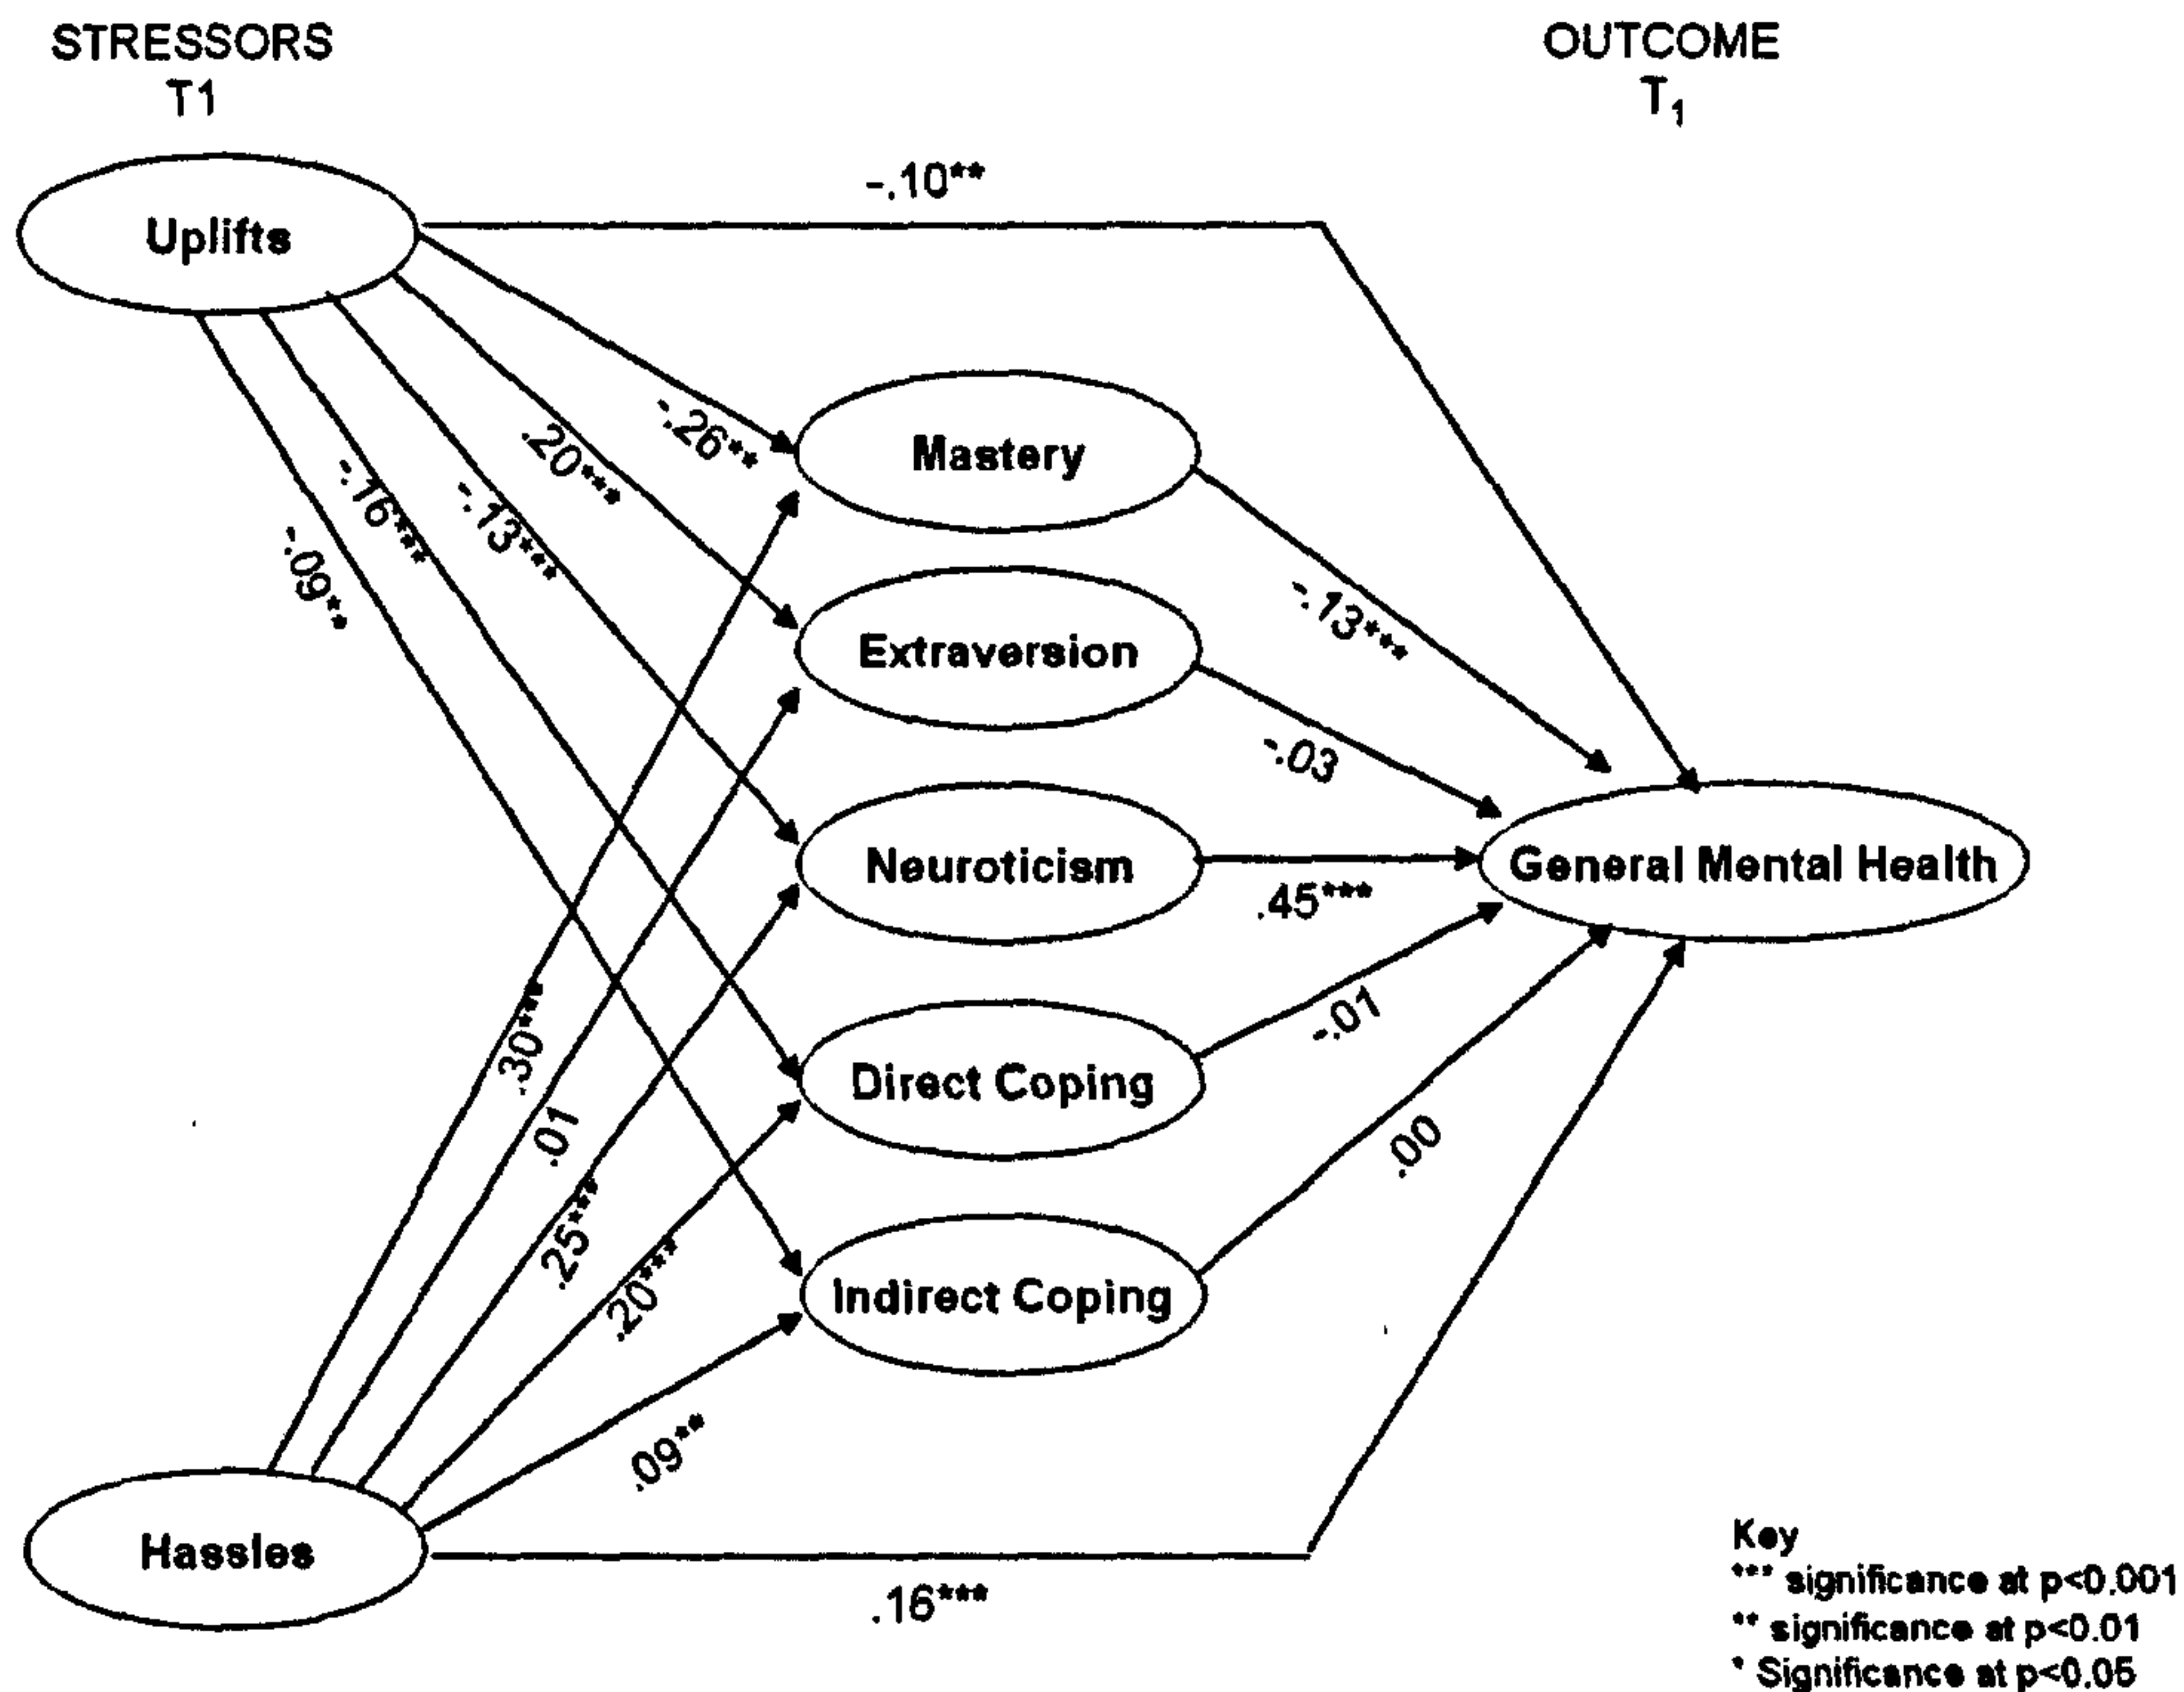 STRESSORS
T1
OUTCOME
T1
-.10**
Uplifts
-.26**
.20***
-.13***
-.16***
-.09**
Mastery
-.13***
Extraversion
-.03
Neuroticism
.45***
General Mental Health
Direct Coping
-.01
.30***
.01
.25***
.20***
.00
Indirect Coping
.09**
Hassles
.16***
Key
*** significance at p<0.001
** significance at p<0.01
* Significance at p<0.05